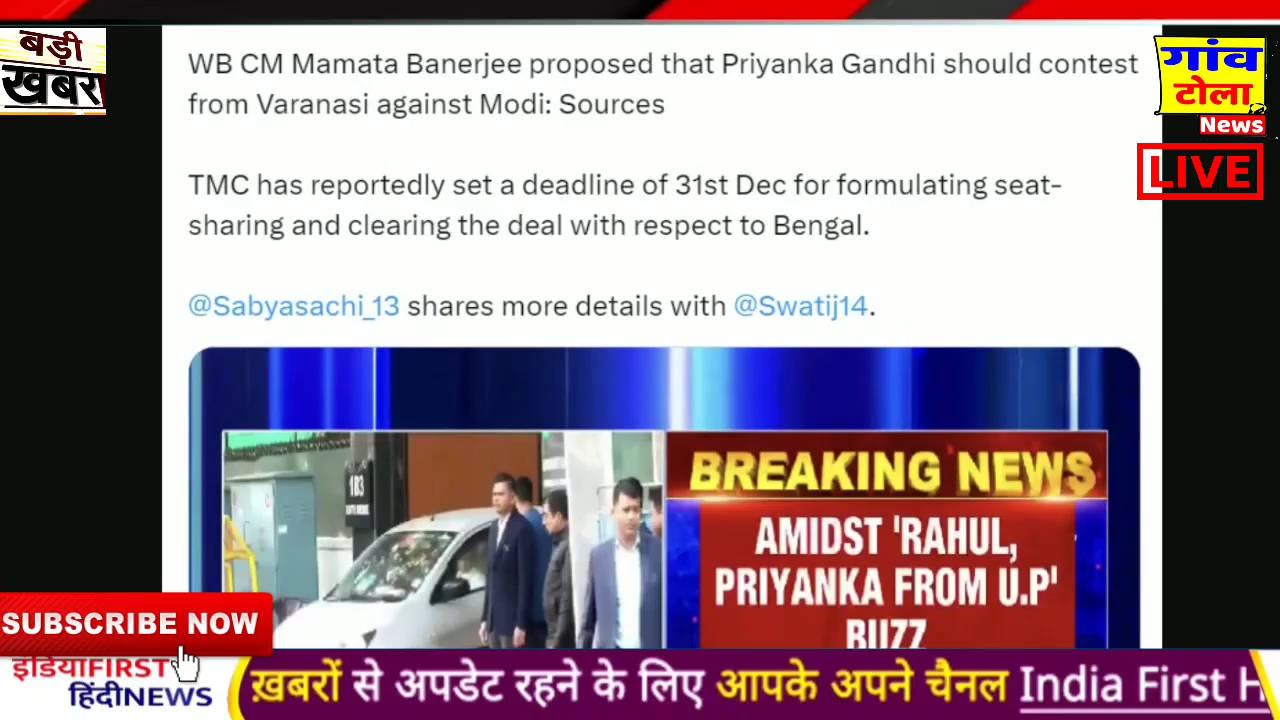 बड़ी
खबर
गांव
टोला
News
LIVE
WB CM Mamata Banerjee proposed that Priyanka Gandhi should contest
from Varanasi against Modi: Sources
TMC has reportedly set a deadline of 31st Dec for formulating seat-
sharing and clearing the deal with respect to Bengal.
@Sabyasachi_13 shares more details with @Swatij14.
183
BREAKING NEWS
AMIDST 'RAHUL,
PRIYANKA FROM U.P'
BUZZ
SUBSCRIBE NOW
इंडियाFIRST
हिंदीNEWS
ख़बरों से अपडेट रहने के लिए आपके अपने चैनल India First H